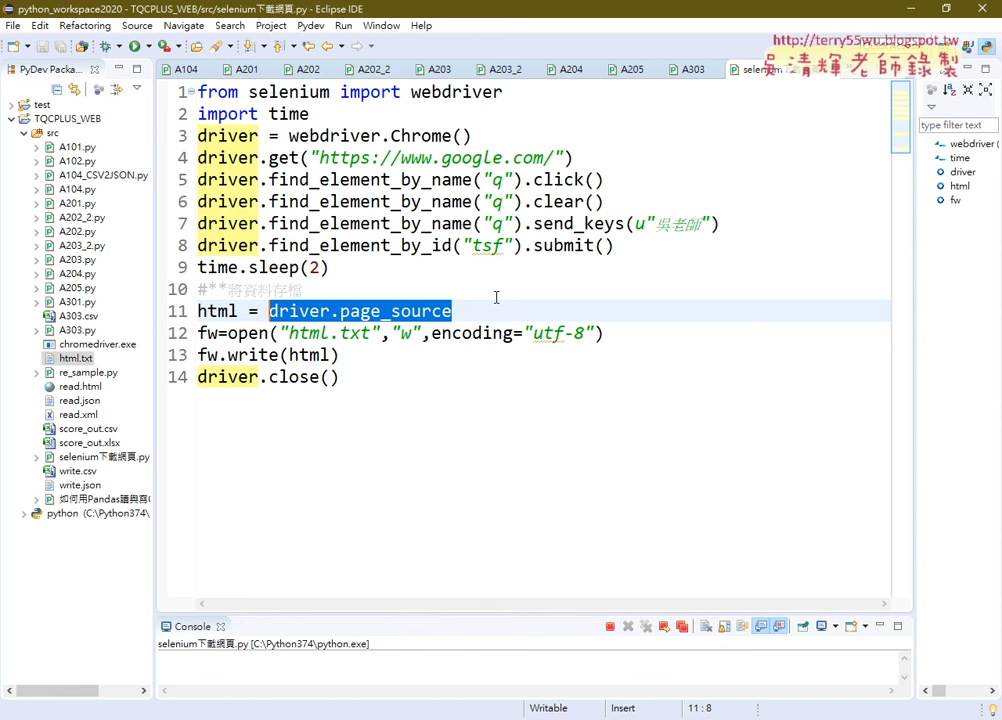 python_workspace2020 - TQCPLUS_WEB/src/selenium下載網頁.py - Eclipse IDE
File Edit Refactoring Source Navigate Search Project Pydev Run Window Help
http://terry55wu.blogspot.tw
吳清輝老師錄製
PyDev Packa...
A104 A201 A202 A202_2 A203 A203_2 A204 A205 A303
test
TQCPLUS_WEB
src
A101.py
A102.py
A104_CSV2JSON.py
A104.py
A201.py
A202_2.py
A202.py
A203_2.py
A203.py
A204.py
A205.py
A301.py
A303.csv
A303.py
chromedriver.exe
html.txt
re_sample.py
read.html
read.json
read.xml
score_out.csv
score_out.xlsx
selenium下載網頁.py
write.csv
write.json
如何用Pandas讀與寫
python (C:\Python374\
1 from selenium import webdriver
2 import time
3 driver = webdriver.Chrome()
4 driver.get("https://www.google.com/")
5 driver.find_element_by_name("q").click()
6 driver.find_element_by_name("q").clear()
7 driver.find_element_by_name("q").send_keys(u"吳老師")
8 driver.find_element_by_id("tsf").submit()
9 time.sleep(2)
10 #**將資料存檔
11 html = driver.page_source
12 fw=open("html.txt","w",encoding="utf-8")
13 fw.write(html)
14 driver.close()
type filter text
webdriver (
time
driver
html
fw
Console
selenium下載網頁.py [C:\Python374\python.exe]
Writable Insert 11 : 8